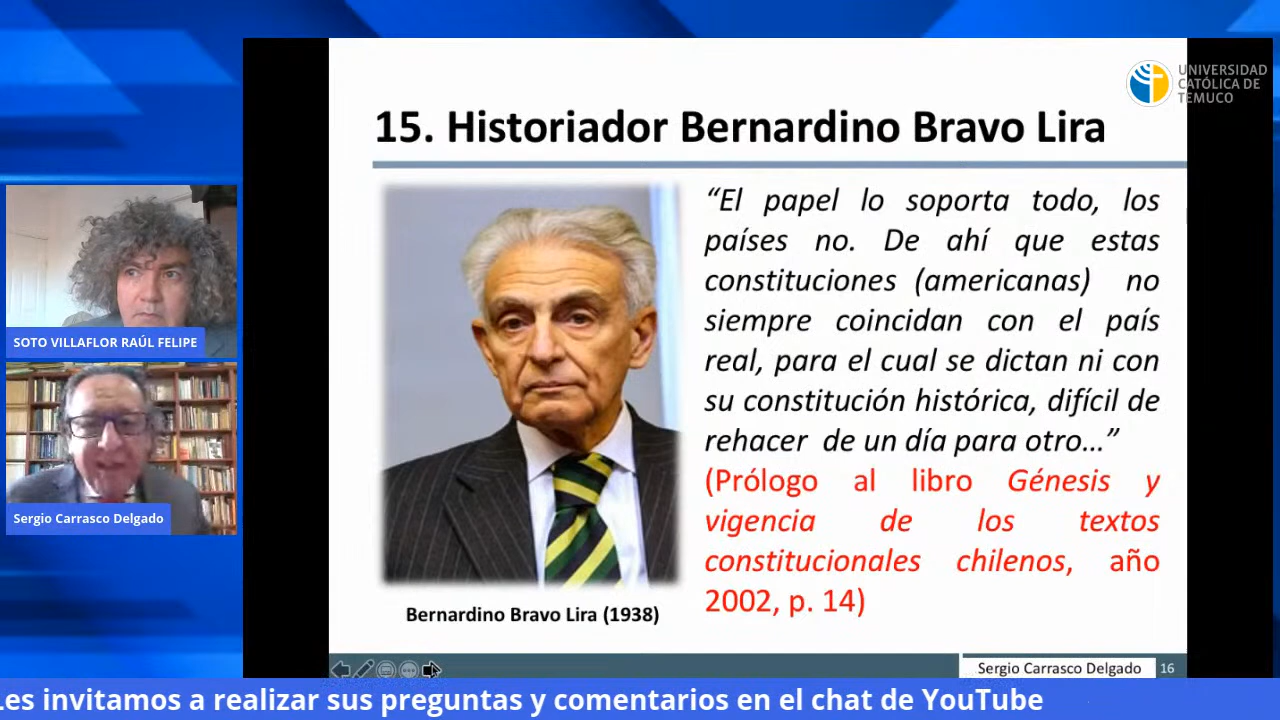 UNIVERSIDAD
CATÓLICA DE
TEMUCO
15. Historiador Bernardino Bravo Lira
“El papel lo soporta todo, los
países no. De ahí que estas
constituciones (americanas) no
siempre coincidan con el país
real, para el cual se dictan ni con
su constitución histórica, difícil de
rehacer de un día para otro…”
(Prólogo al libro Génesis y
vigencia de los textos
constitucionales chilenos, año
2002, p. 14)
Bernardino Bravo Lira (1938)
SOTO VILLAFLOR RAÚL FELIPE
Sergio Carrasco Delgado
Sergio Carrasco Delgado 16
Les invitamos a realizar sus preguntas y comentarios en el chat de YouTube